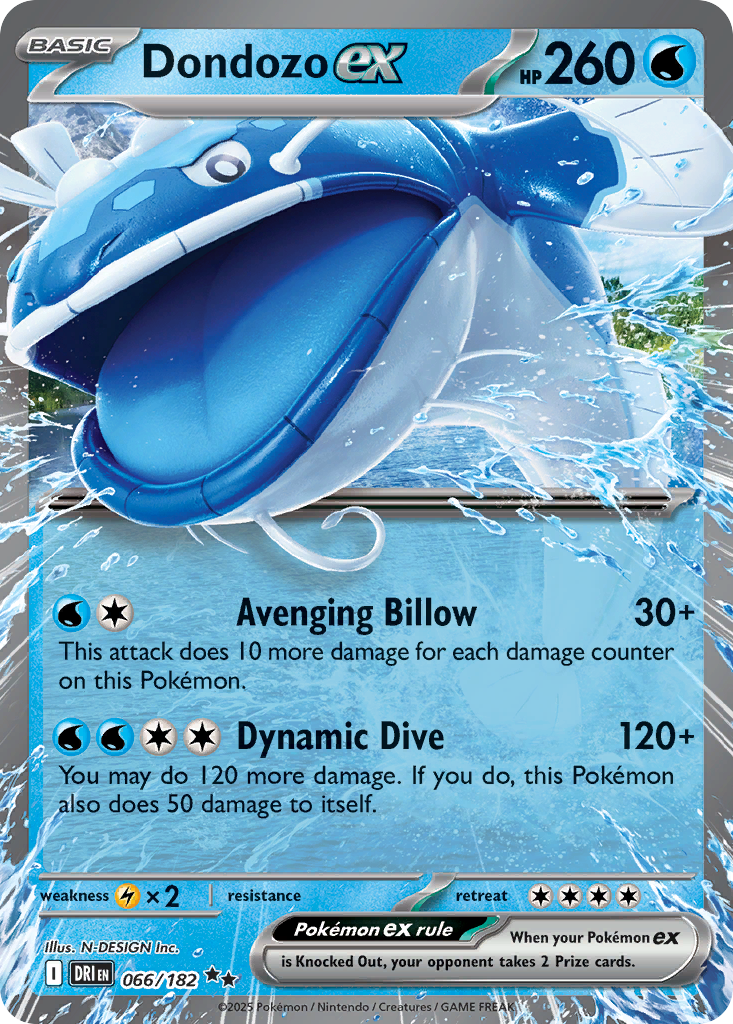 BASIC Dondozo ex HP 260
Avenging Billow 30+
This attack does 10 more damage for each damage counter
on this Pokémon.
Dynamic Dive 120+
You may do 120 more damage. If you do, this Pokémon
also does 50 damage to itself.
weakness ×2 resistance retreat
Illus. N-DESIGN Inc.
I DRI EN 066/182
Pokémon ex rule When your Pokémon ex
is Knocked Out, your opponent takes 2 Prize cards.
©2025 Pokémon / Nintendo / Creatures / GAME FREAK